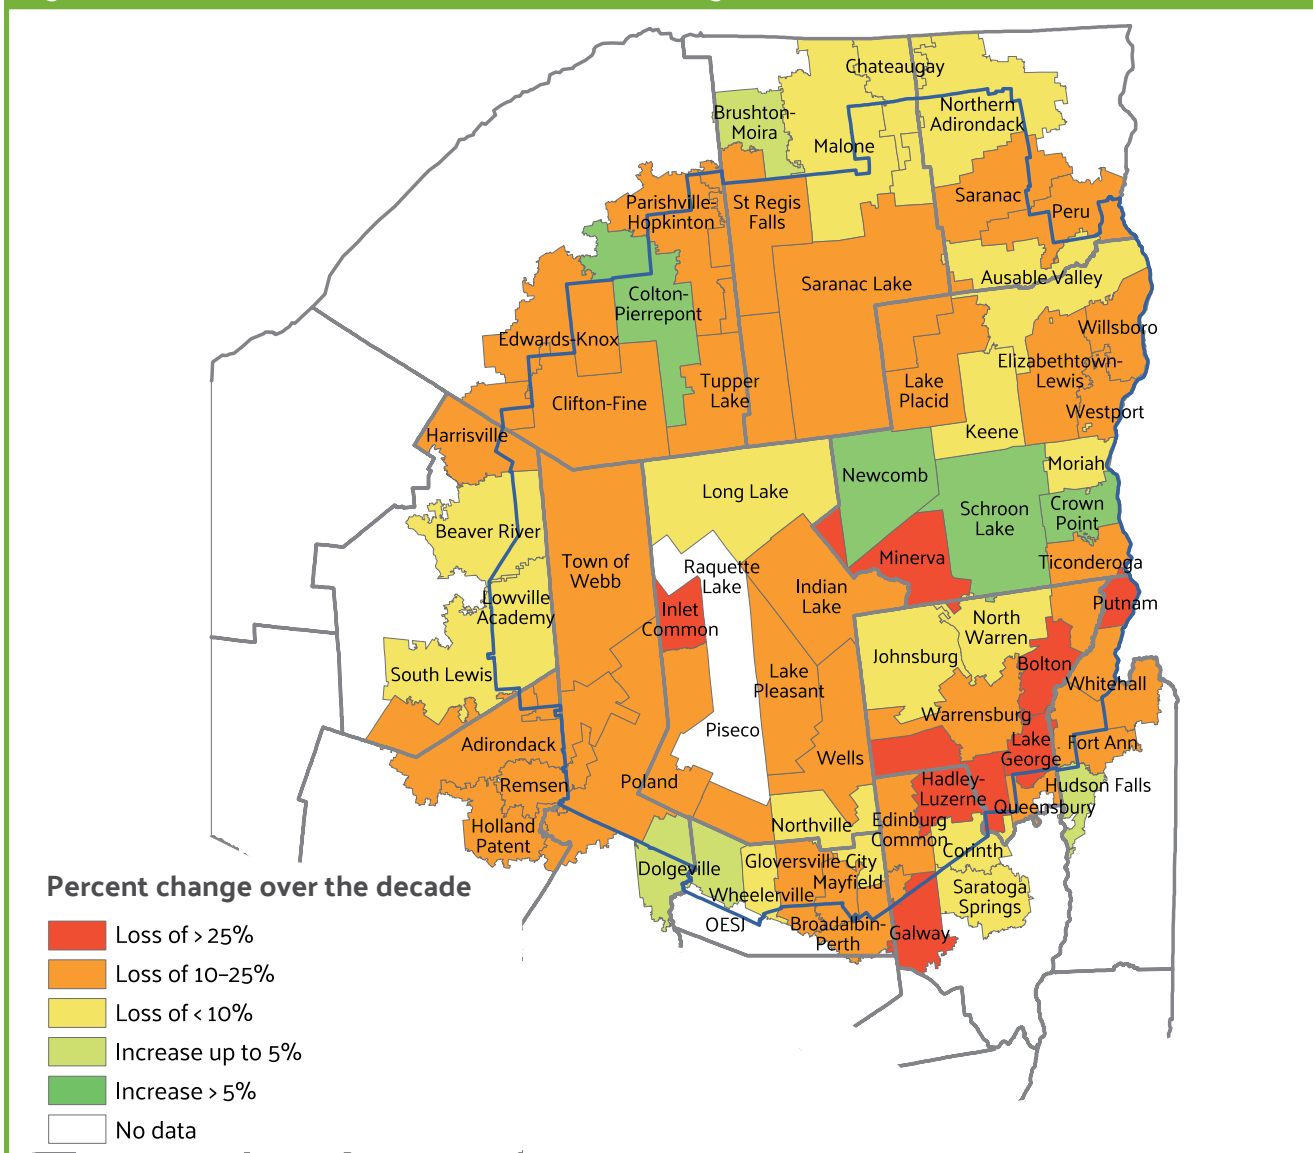 Chateaugay
Northern
Adirondack
Brushton-
Moira
Malone
Saranac
Parishville-
Hopkinton
St Regis
Falls
Peru
Ausable Valley
Saranac Lake
Colton-
Pierrepont
Willsboro
Edwards-Knox
Elizabethtown-
Lewis
Tupper
Lake
Lake
Placid
Clifton-Fine
Westport
Harrisville
Keene
Moriah
Newcomb
Long Lake
Crown
Point
Schroon
Lake
Beaver River
Minerva
Ticonderoga
Town of
Webb
Raquette
Lake
Indian
Lake
Lowville
Academy
Inlet
Common
Putnam
North
Warren
Johnsburg
Bolton
South Lewis
Lake
Pleasant
Whitehall
Warrensburg
Piseco
Adirondack
Lake
George
Fort Ann
Wells
Remsen
Poland
Hadley-
Luzerne
Hudson Falls
Queensbury
Holland
Patent
Northville
Edinburg
Common
Corinth
Dolgeville
Gloversville City
Mayfield
Wheelerville
Saratoga
Springs
OESJ
Broadalbin-
Perth
Galway
Percent change over the decade
Loss of > 25%
Loss of 10–25%
Loss of < 10%
Increase up to 5%
Increase > 5%
No data